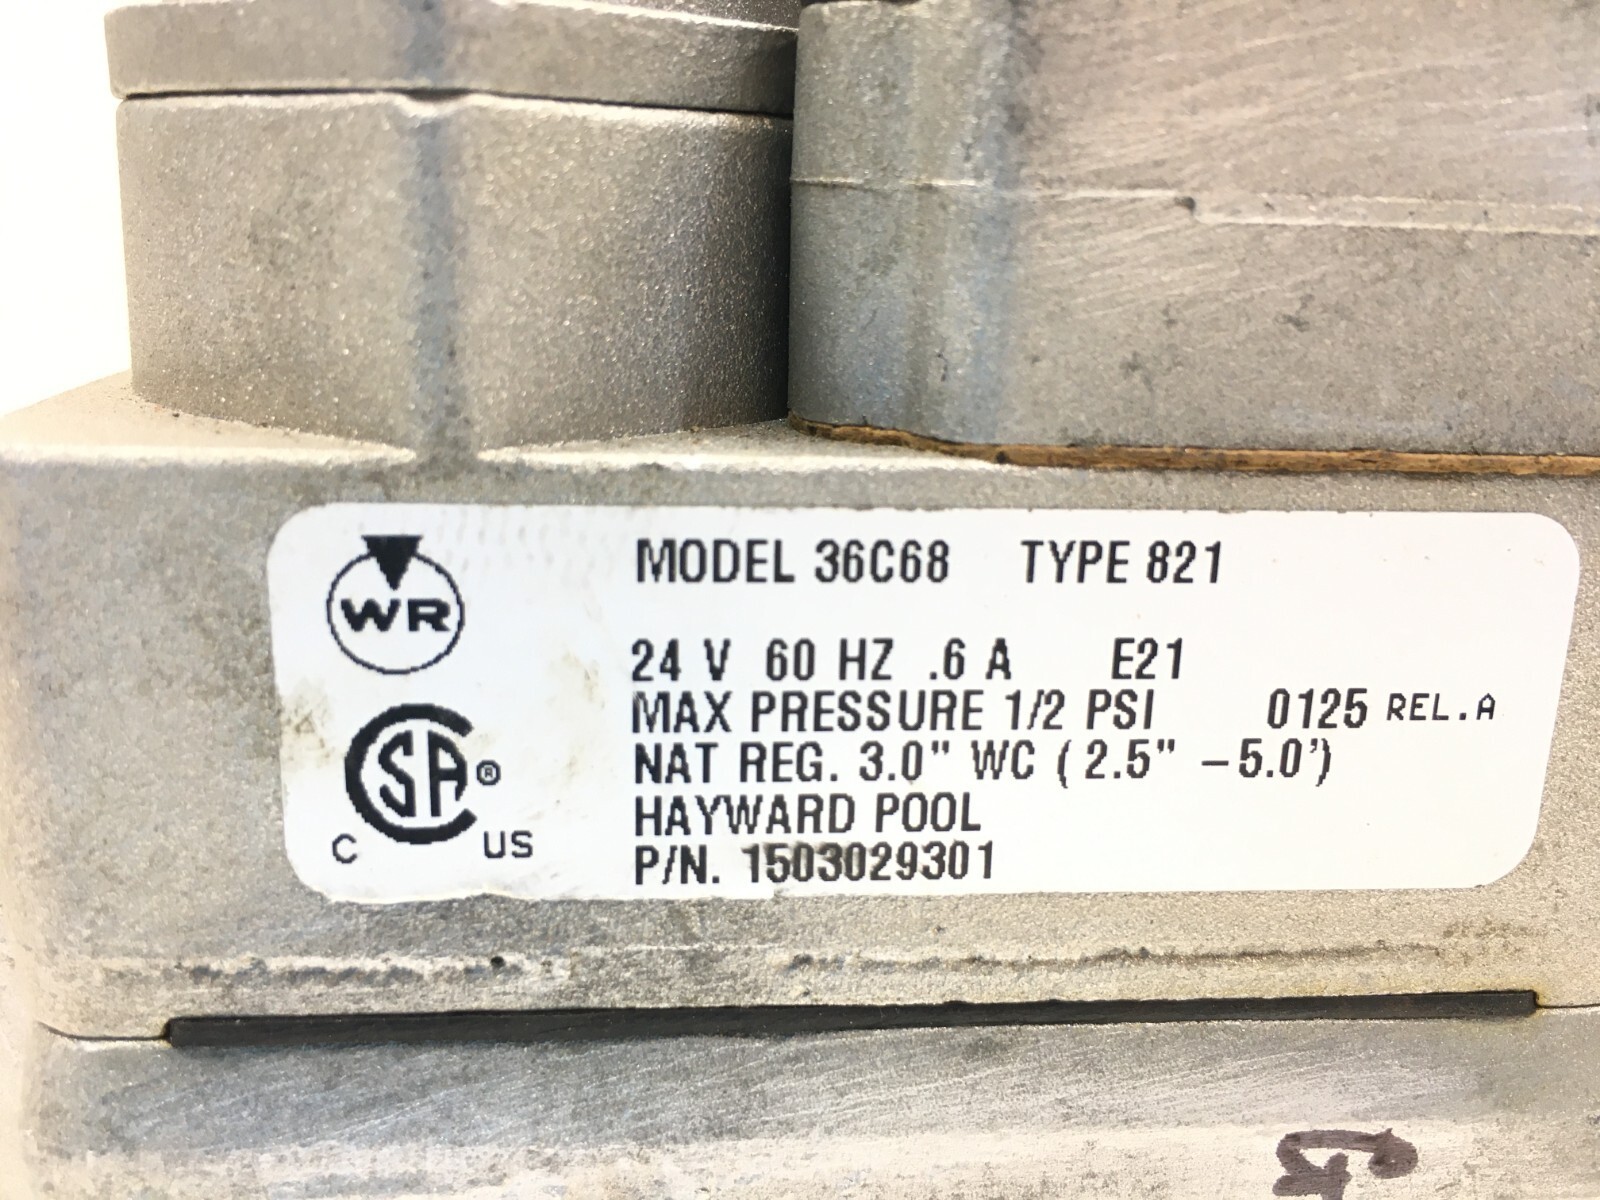 WR
MODEL 36C68 TYPE 821
24 V 60 HZ .6 A E21
MAX PRESSURE 1/2 PSI 0125 REL.A
NAT REG. 3.0" WC ( 2.5" –5.0')
HAYWARD POOL
P/N. 1503029301
CSA®
C US